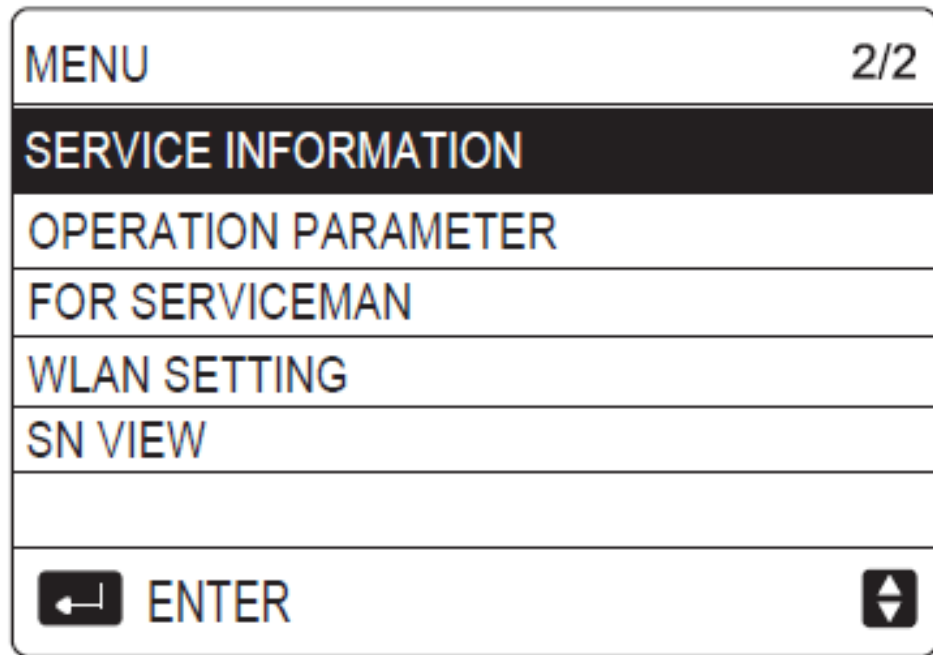 MENU 2/2
SERVICE INFORMATION
OPERATION PARAMETER
FOR SERVICEMAN
WLAN SETTING
SN VIEW
ENTER